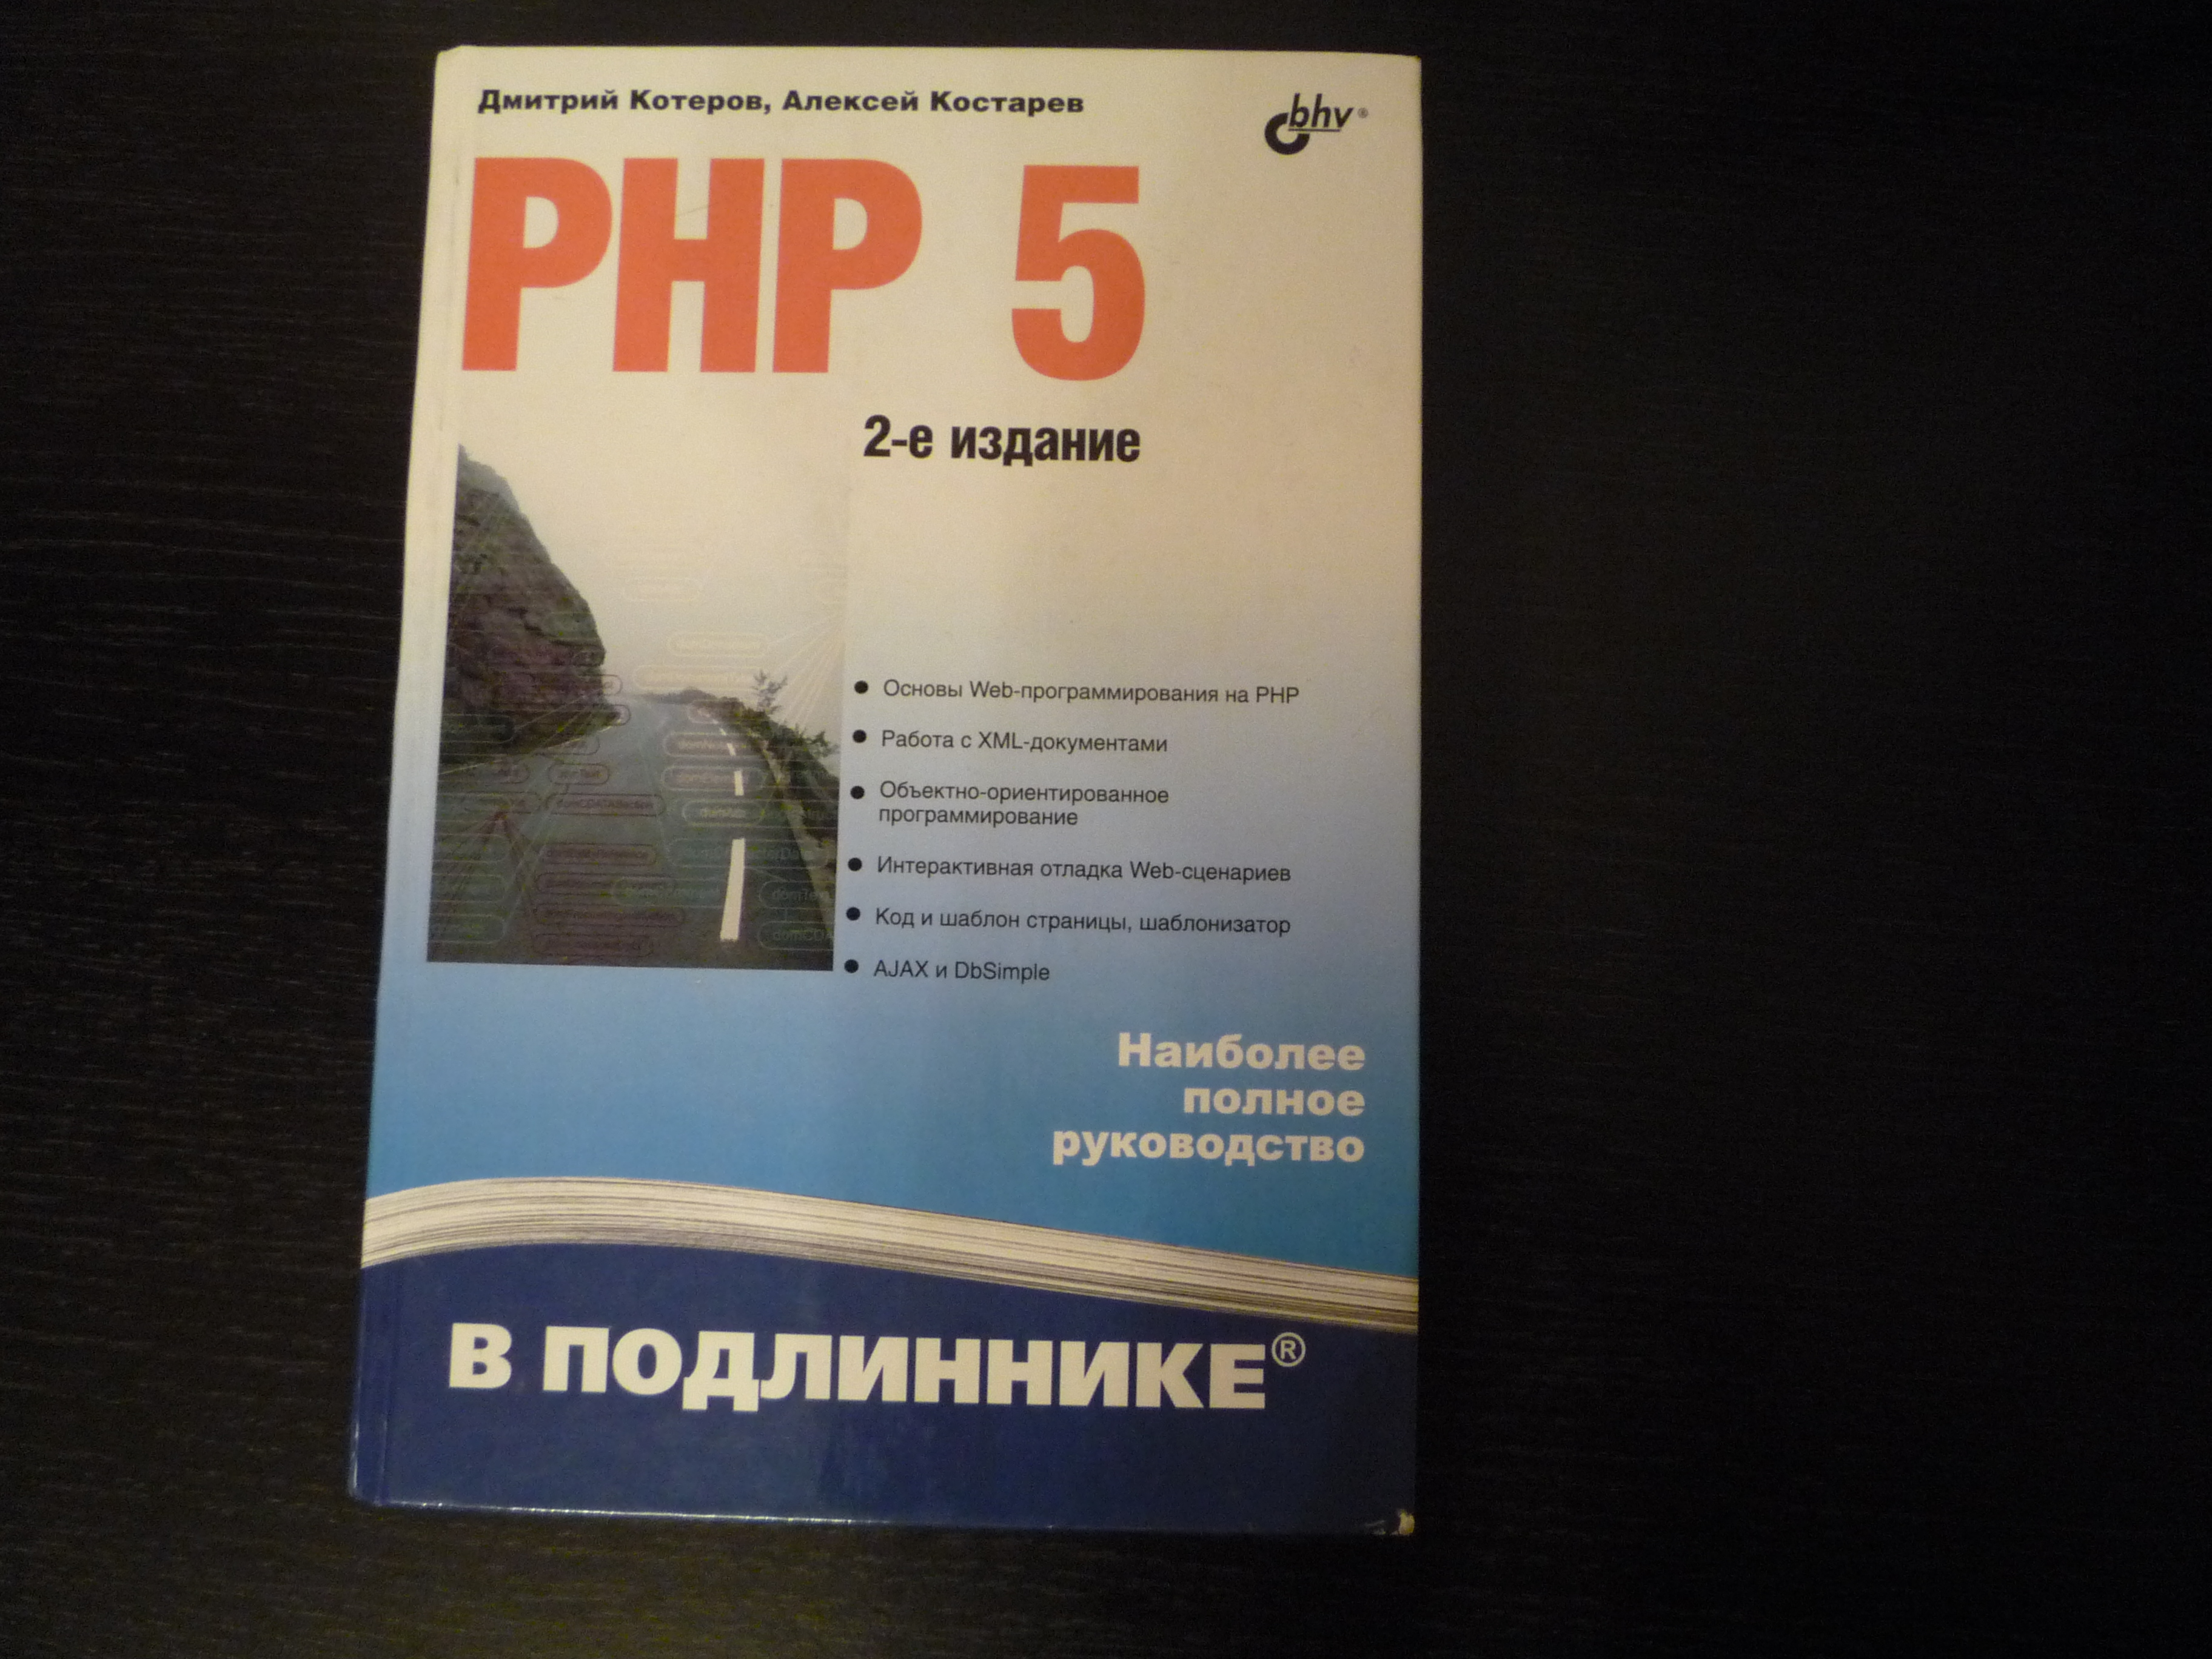 Дмитрий Котеров, Алексей Костарев
bhv®
PHP 5
2-е издание
• Основы Web-программирования на PHP
• Работа с XML-документами
• Объектно-ориентированное
программирование
• Интерактивная отладка Web-сценариев
• Код и шаблон страницы, шаблонизатор
• AJAX и DbSimple
Наиболее
полное
руководство
В ПОДЛИННИКЕ®